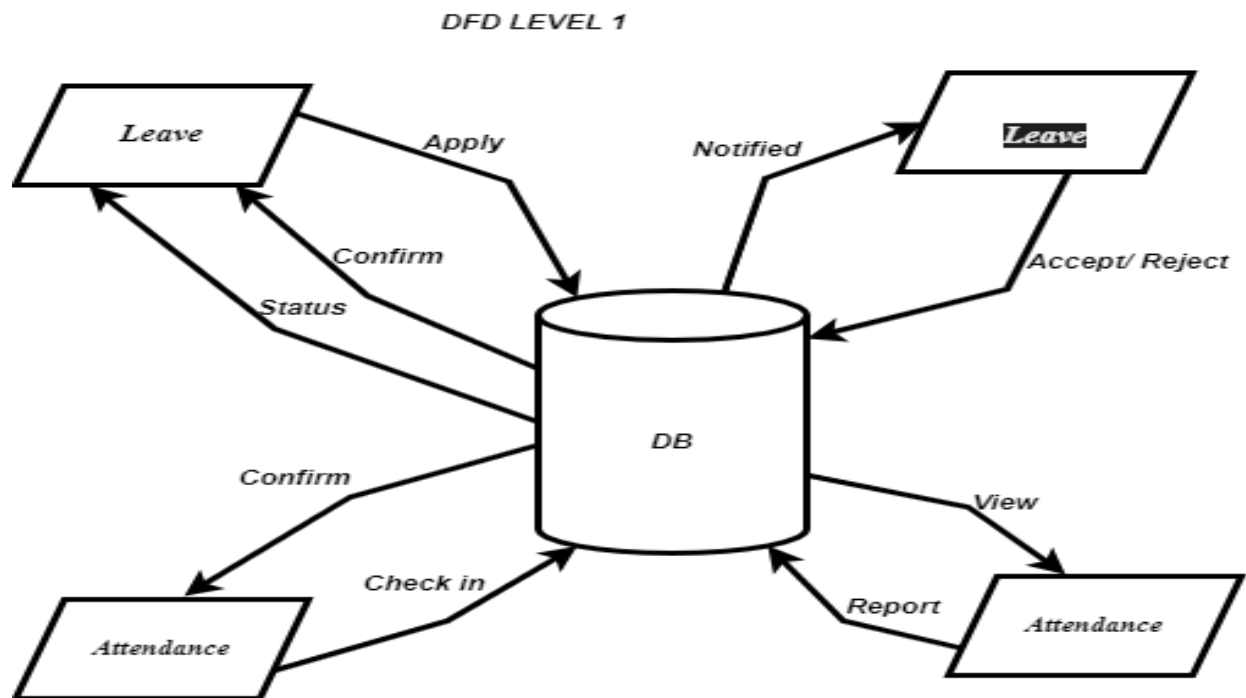 DFD LEVEL 1
Leave
Apply
Notified
Leave
Confirm
Accept/ Reject
Status
DB
Confirm
View
Check in
Report
Attendance
Attendance